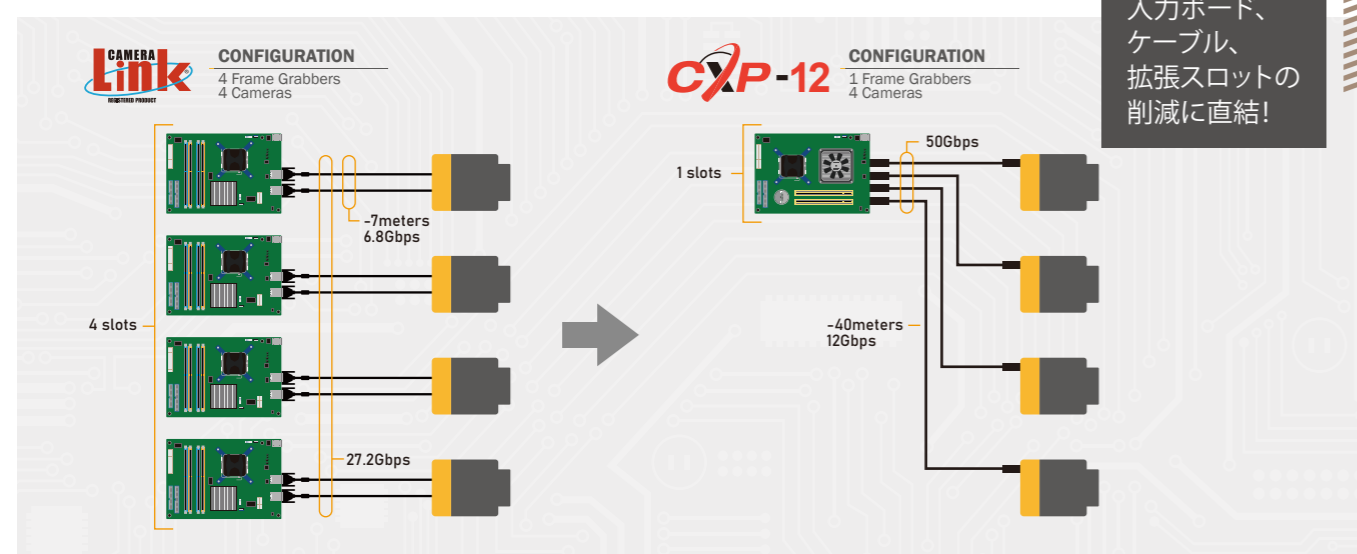 入力ボード、
ケーブル、
拡張スロットの
削減に直結！
CAMERA
Link
REGISTERED PRODUCT
CONFIGURATION
4 Frame Grabbers
4 Cameras
4 slots
-7meters
6.8Gbps
27.2Gbps
CXP-12
CONFIGURATION
1 Frame Grabbers
4 Cameras
1 slots
50Gbps
-40meters
12Gbps